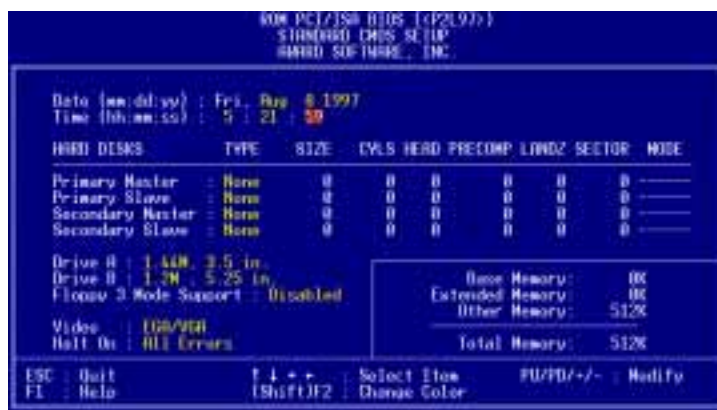 ROM PCI/ISA BIOS (<P2L97>)
STANDARD CMOS SETUP
AWARD SOFTWARE, INC.
Date (mm:dd:yy) : Fri, Aug 8 1997
Time (hh:mm:ss) : 5 : 21 : 50
HARD DISKS TYPE SIZE CYLS HEAD PRECOMP LANDZ SECTOR MODE
Primary Master : None 0 0 0 0 0 0 ------
Primary Slave : None 0 0 0 0 0 0 ------
Secondary Master : None 0 0 0 0 0 0 ------
Secondary Slave : None 0 0 0 0 0 0 ------
Drive A : 1.44M, 3.5 in.
Drive B : 1.2M , 5.25 in.
Floppy 3 Mode Support : Disabled
Video : EGA/VGA
Halt On : All Errors
Base Memory: 0K
Extended Memory: 0K
Other Memory: 512K
Total Memory: 512K
ESC : Quit ↑ ↓ → ← : Select Item PU/PD/+/- : Modify
F1 : Help (Shift)F2 : Change Color